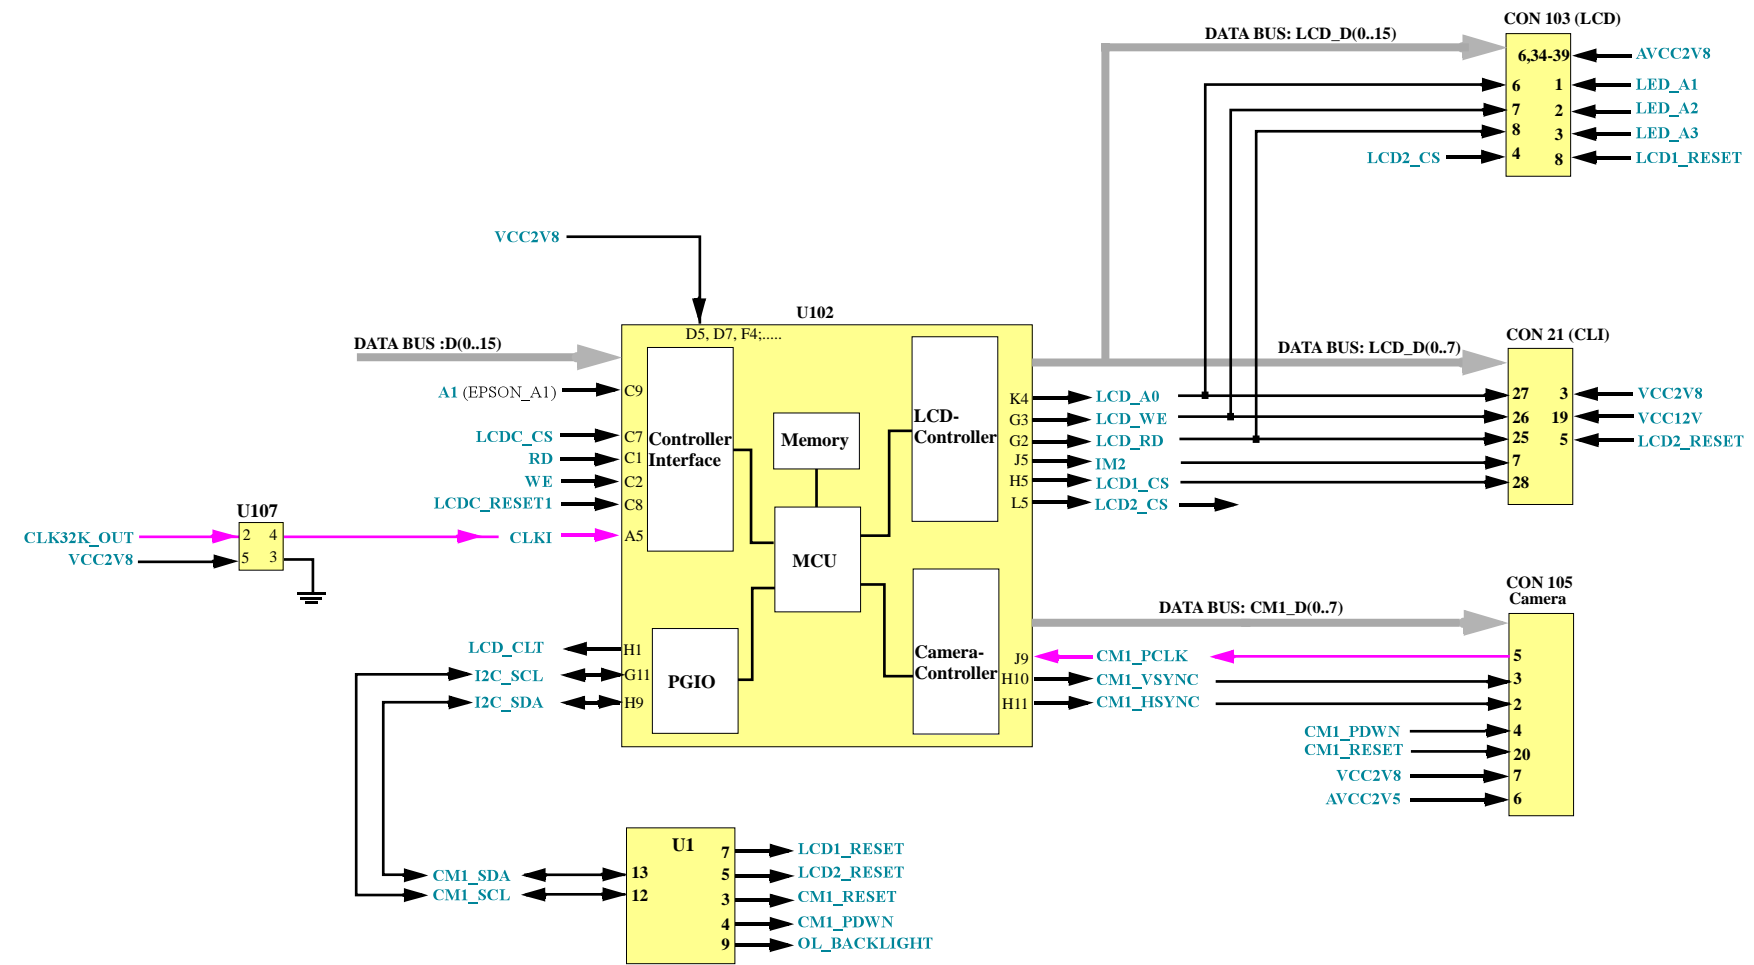 CON 103 (LCD)
DATA BUS: LCD_D(0..15)
6,34-39
AVCC2V8
6
1
LED_A1
7
2
LED_A2
8
3
LED_A3
LCD2_CS
4
8
LCD1_RESET
VCC2V8
U102
D5, D7, F4;.....
DATA BUS :D(0..15)
A1 (EPSON_A1)
C9
LCDC_CS
C7
RD
C1
WE
C2
LCDC_RESET1
C8
U107
CLK32K_OUT
2
4
CLKI
A5
VCC2V8
5
3
Controller
Interface
Memory
MCU
LCD-
Controller
Camera-
Controller
PGIO
CON 21 (CLI)
DATA BUS: LCD_D(0..7)
K4
LCD_A0
27
3
VCC2V8
G3
LCD_WE
26
19
VCC12V
G2
LCD_RD
25
5
LCD2_RESET
J5
IM2
7
H5
LCD1_CS
28
L5
LCD2_CS
CON 105
Camera
DATA BUS: CM1_D(0..7)
J9
CM1_PCLK
5
H10
CM1_VSYNC
3
H11
CM1_HSYNC
2
CM1_PDWN
4
CM1_RESET
20
VCC2V8
7
AVCC2V5
6
LCD_CLT
H1
I2C_SCL
G11
I2C_SDA
H9
U1
CM1_SDA
13
CM1_SCL
12
7
LCD1_RESET
5
LCD2_RESET
3
CM1_RESET
4
CM1_PDWN
9
OL_BACKLIGHT